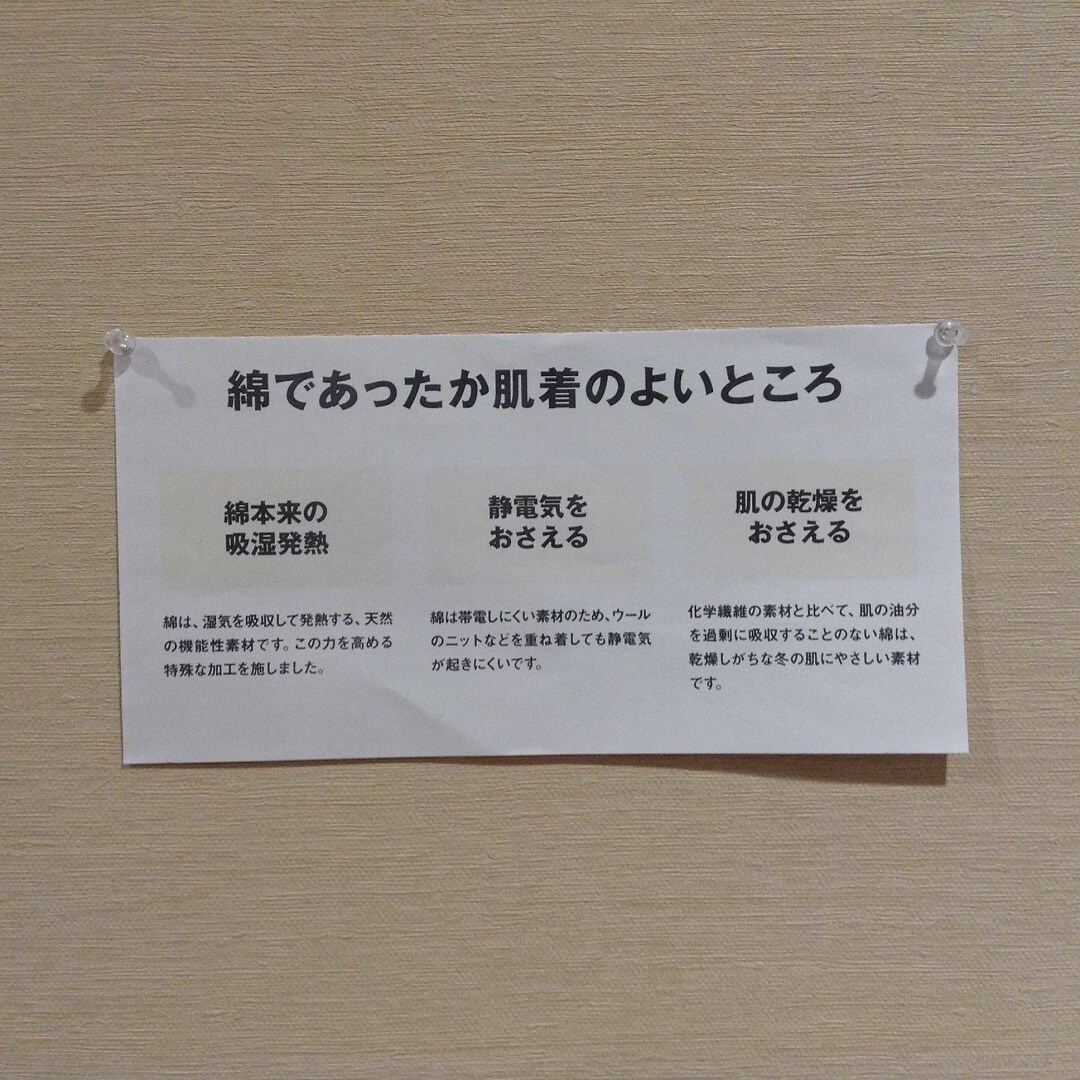 綿であったか肌着のよいところ
綿本来の
吸湿発熱
綿は、湿気を吸収して発熱する、天然
の機能性素材です。この力を高める
特殊な加工を施しました。
静電気を
おさえる
綿は帯電しにくい素材のため、ウール
のニットなどを重ね着しても静電気
が起きにくいです。
肌の乾燥を
おさえる
化学繊維の素材と比べて、肌の油分
を過剰に吸収することのない綿は、
乾燥しがちな冬の肌にやさしい素材
です。